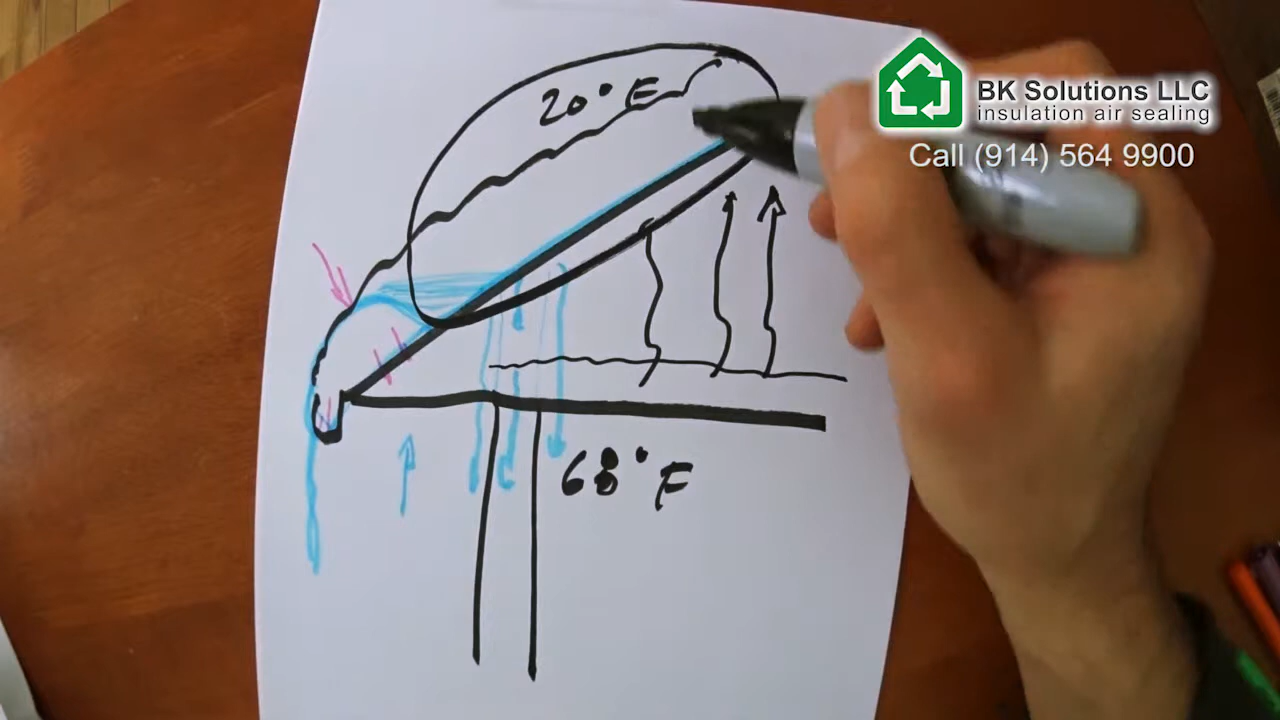 20° F
BK Solutions LLC
insulation air sealing
Call (914) 564 9900
68° F